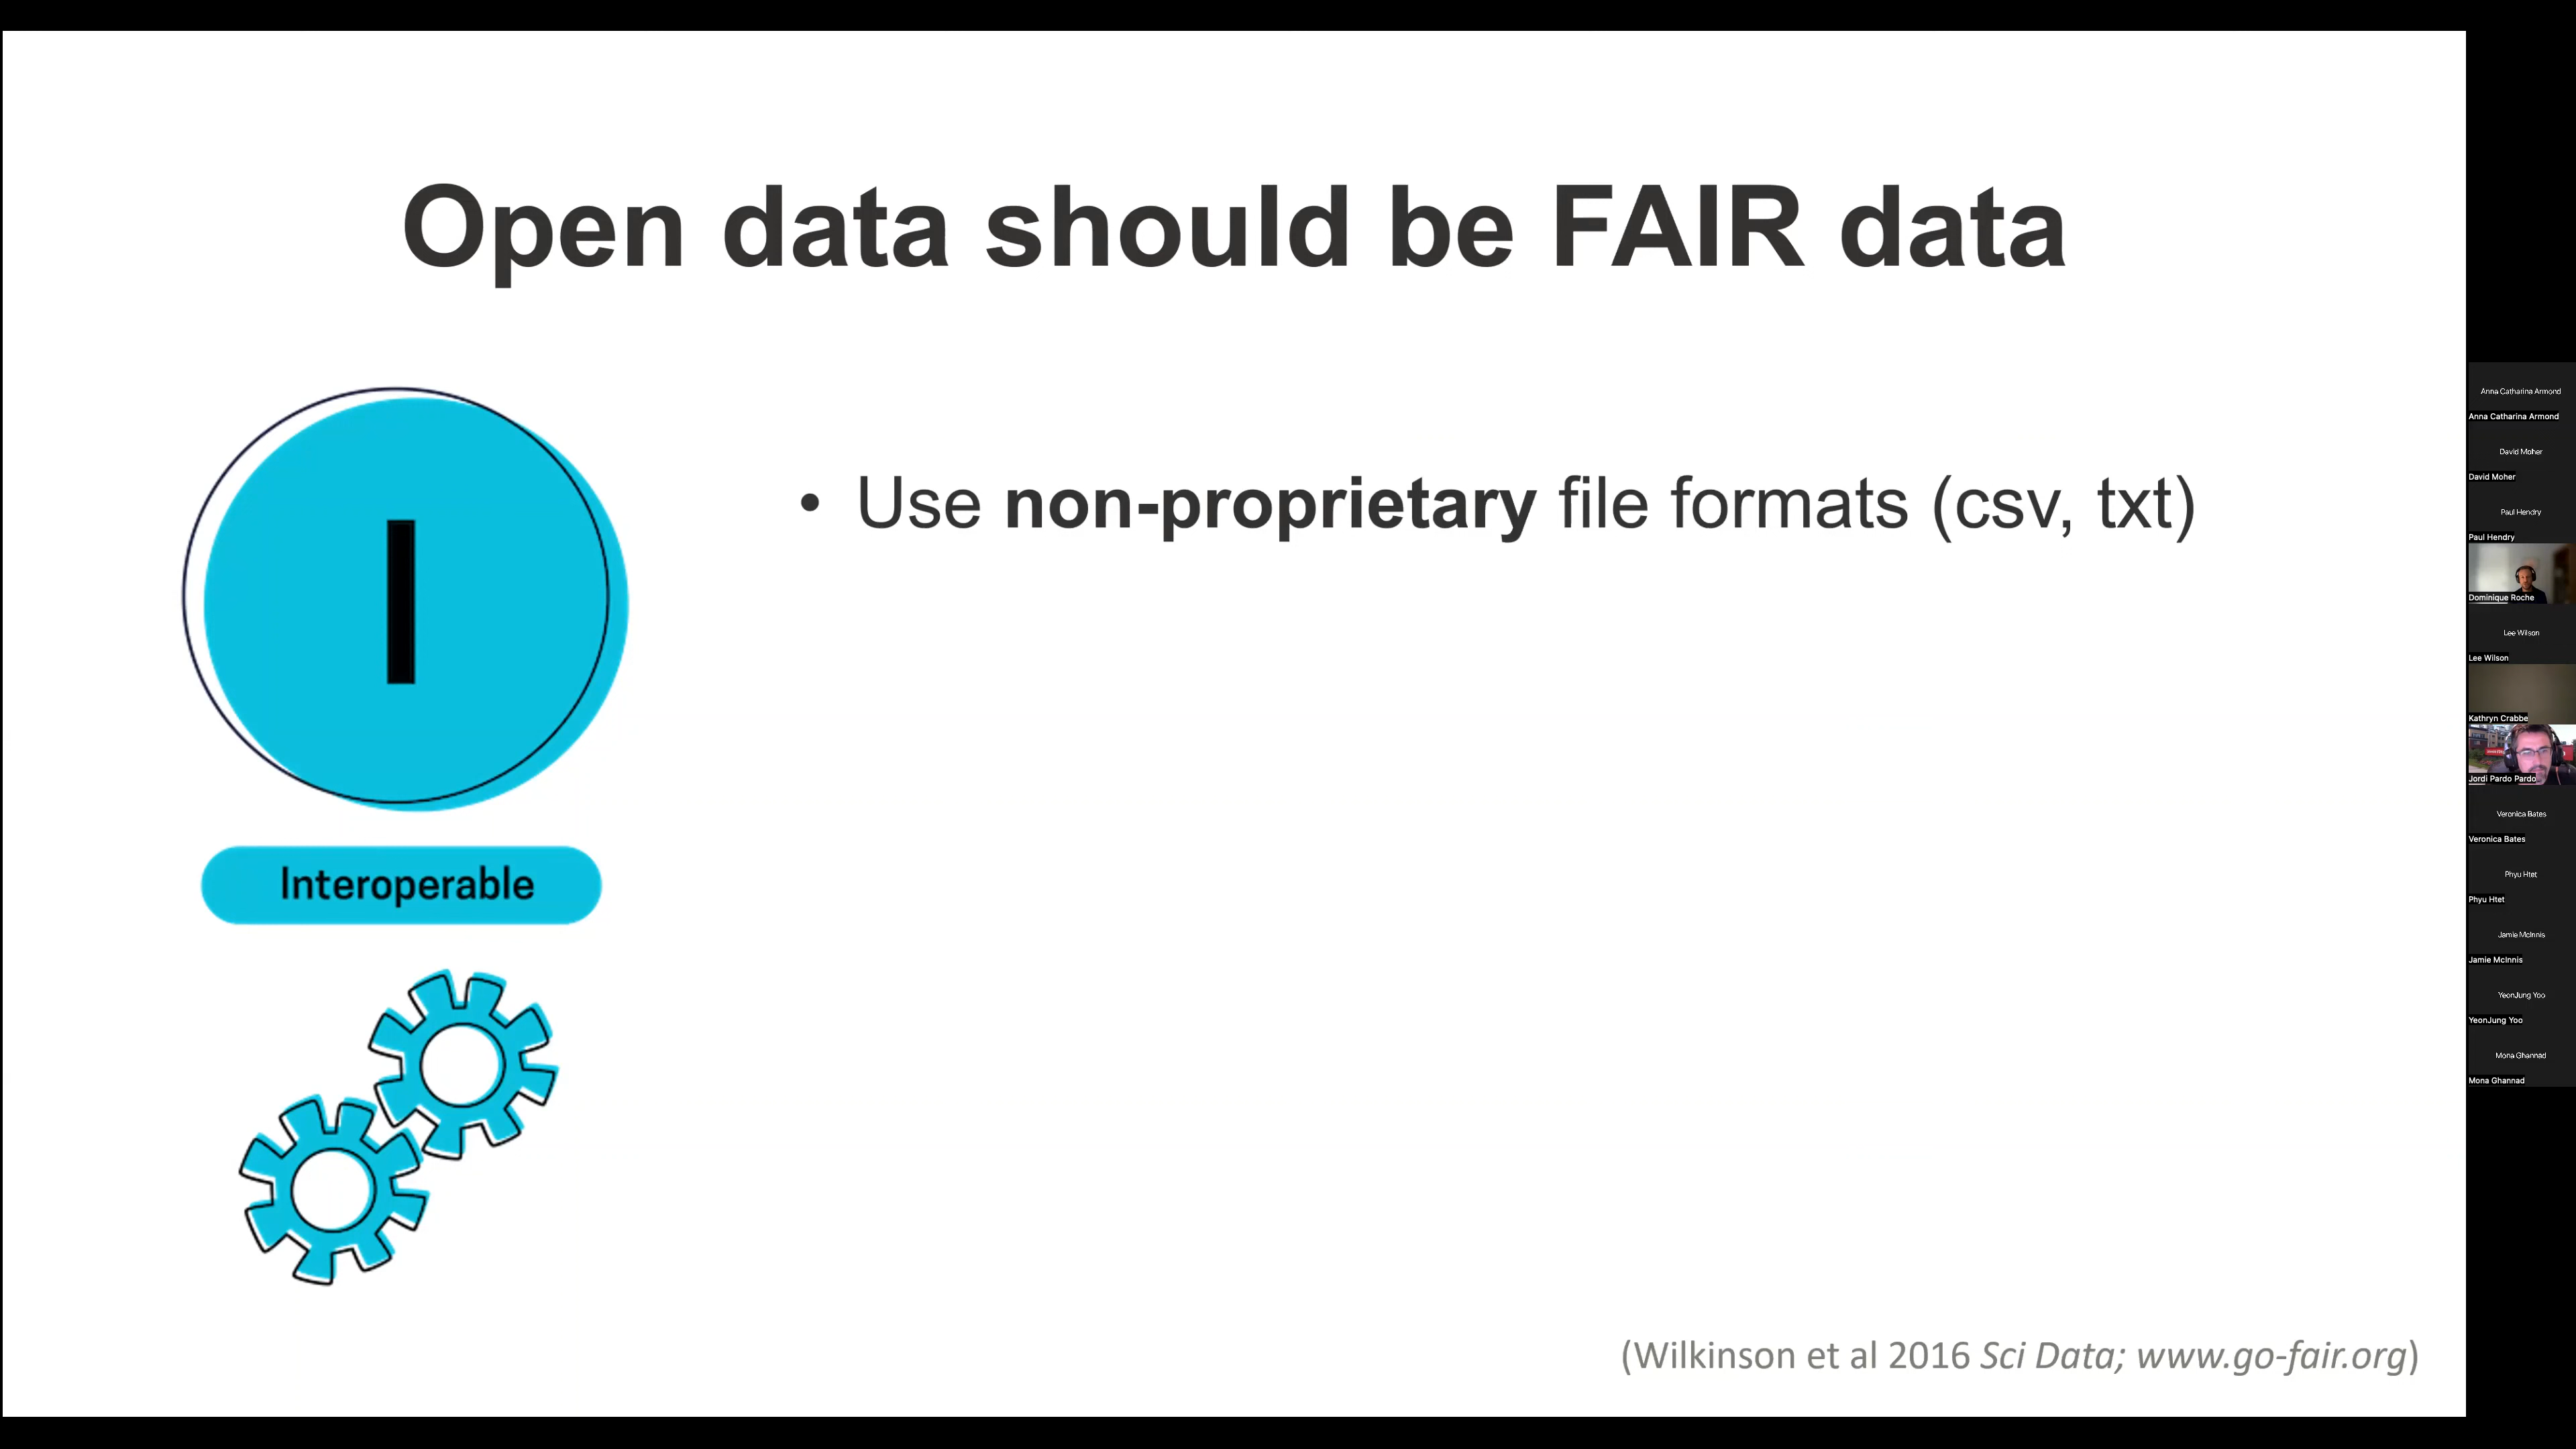 Open data should be FAIR data
I
• Use non-proprietary file formats (csv, txt)
Interoperable
(Wilkinson et al 2016 Sci Data; www.go-fair.org)
Anna Catharina Armond
Anna Catharina Armond
David Moher
David Moher
Paul Hendry
Paul Hendry
Dominique Roche
Lee Wilson
Lee Wilson
Kathryn Crabbe
Jordi Pardo Pardo
Veronica Bates
Veronica Bates
Phyu Htet
Phyu Htet
Jamie McInnis
Jamie McInnis
YeonJung Yoo
YeonJung Yoo
Mona Ghannad
Mona Ghannad